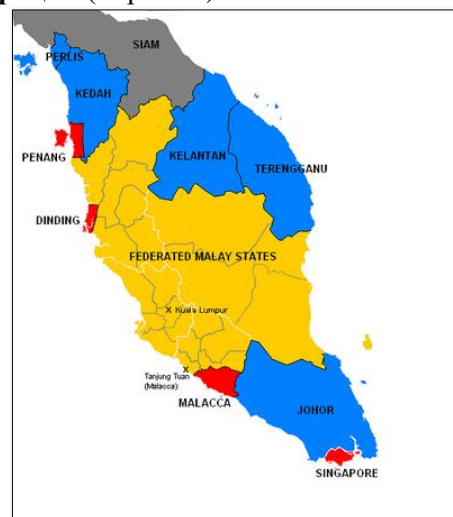 SIAM
PERLIS
KEDAH
PENANG
KELANTAN
TERENGGANU
DINDING
FEDERATED MALAY STATES
x Kuala Lumpur
x
Tanjung Tuan
(Malacca)
MALACCA
JOHOR
SINGAPORE